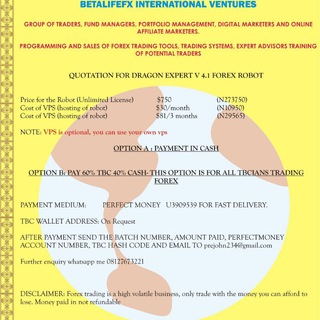 BETALIFEFX INTERNATIONAL VENTURES
GROUP OF TRADERS, FUND MANAGERS, PORTFOLIO MANAGEMENT, DIGITAL MARKETERS AND ONLINE
AFFILIATE MARKETERS.
PROGRAMMING AND SALES OF FOREX TRADING TOOLS, TRADING SYSTEMS, EXPERT ADVISORS TRAINING
OF POTENTIAL TRADERS
QUOTATION FOR DRAGON EXPERT V 4.1 FOREX ROBOT
Price for the Robot (Unlimited License) $750 (N273750)
Cost of VPS (hosting of robot) $30/month (N10950)
Cost of VPS (hosting of robot) $81/3 months (N29565)
NOTE: VPS is optional, you can use your own vps
OPTION A : PAYMENT IN CASH
OPTION B: PAY 60% TBC 40% CASH- THIS OPTION IS FOR ALL TBCIANS TRADING
FOREX
PAYMENT MEDIUM: PERFECT MONEY U3909539 FOR FAST DELIVERY.
TBC WALLET ADDRESS: On Request
AFTER PAYMENT SEND THE BATCH NUMBER, AMOUNT PAID, PERFECTMONEY
ACCOUNT NUMBER, TBC HASH CODE AND EMAIL TO prejohn234@gmail.com
Further enquiry whatsapp me 08127673221
DISCLAIMER: Forex trading is a high volatile business, only trade with the money you can afford to
lose. Money paid in not refundable